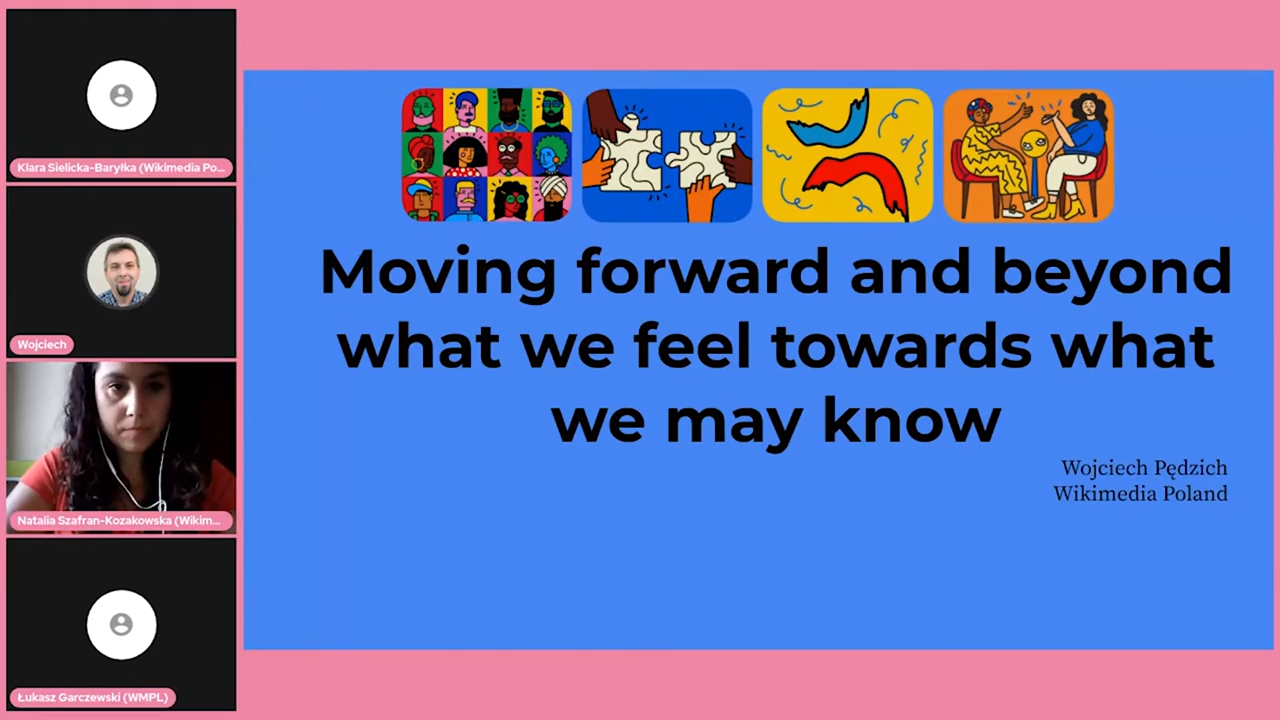 Klara Sielicka-Baryłka (Wikimedia Po...
Wojciech
Natalia Szafran-Kozakowska (Wikim...
Łukasz Garczewski (WMPL)
Moving forward and beyond
what we feel towards what
we may know
Wojciech Pędzich
Wikimedia Poland